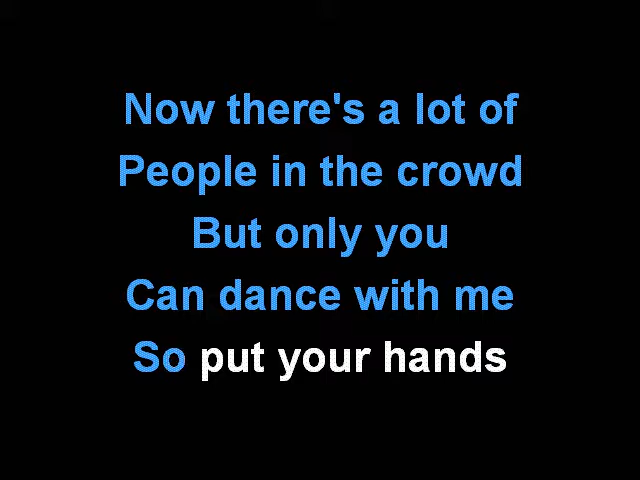 Now there's a lot of
People in the crowd
But only you
Can dance with me
So put your hands